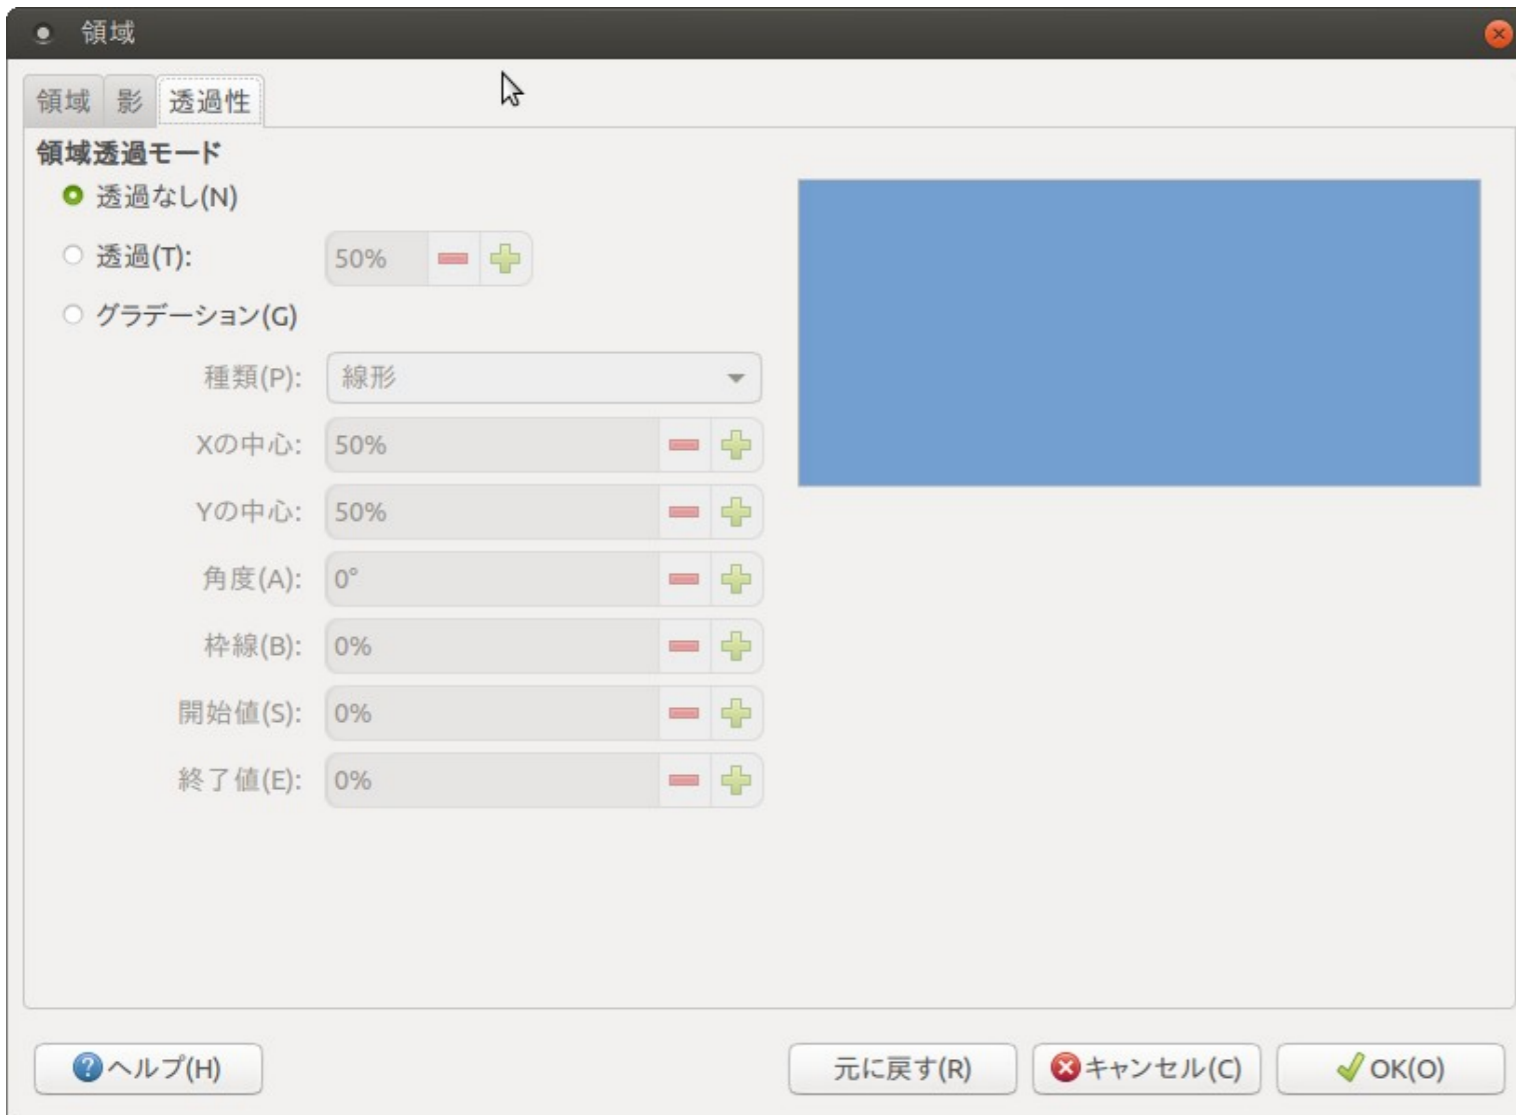 領域
領域 影 透過性
領域透過モード
透過なし(N)
透過(T): 50%
グラデーション(G)
種類(P): 線形
Xの中心: 50%
Yの中心: 50%
角度(A): 0°
枠線(B): 0%
開始値(S): 0%
終了値(E): 0%
ヘルプ(H) 元に戻す(R) キャンセル(C) OK(O)